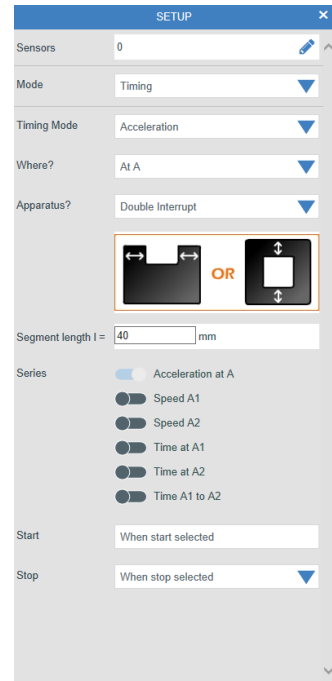 SETUP ×
Sensors 0
Mode Timing
Timing Mode Acceleration
Where? At A
Apparatus? Double Interrupt
OR
Segment length l = 40 mm
Series Acceleration at A
Speed A1
Speed A2
Time at A1
Time at A2
Time A1 to A2
Start When start selected
Stop When stop selected